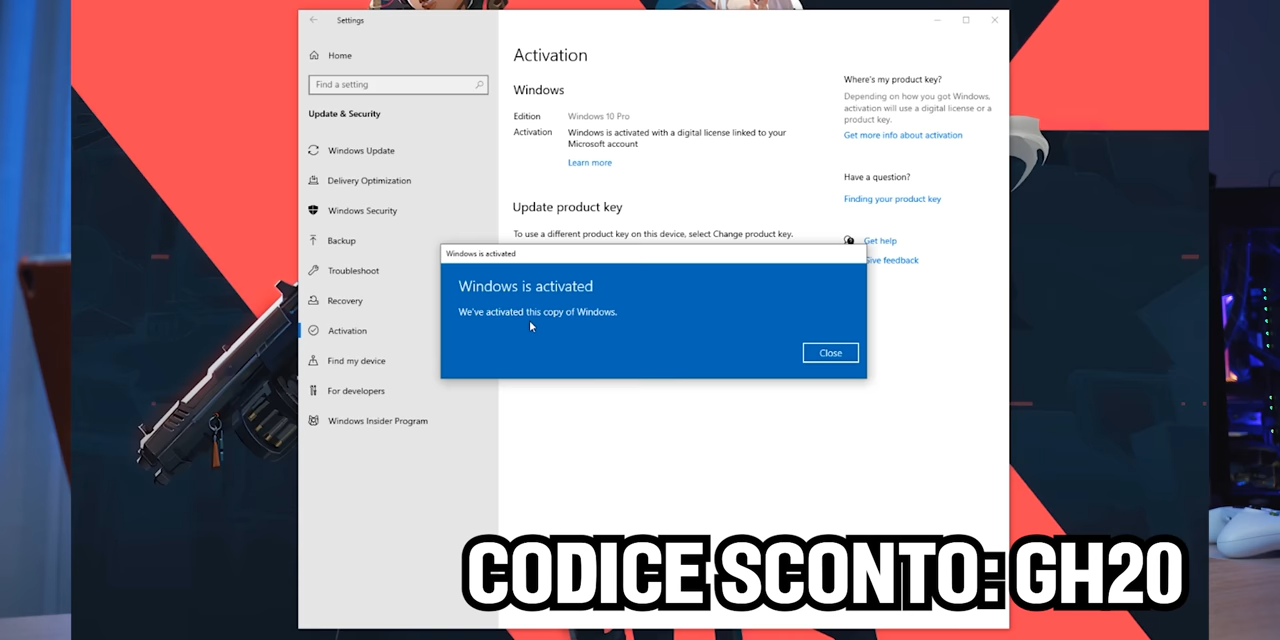 Settings
Home
Find a setting
Update & Security
Windows Update
Delivery Optimization
Windows Security
Backup
Troubleshoot
Recovery
Activation
Find my device
For developers
Windows Insider Program
Activation
Windows
Edition Windows 10 Pro
Activation Windows is activated with a digital license linked to your
Microsoft account
Learn more
Update product key
To use a different product key on this device, select Change product key.
Where's my product key?
Depending on how you got Windows,
activation will use a digital license or a
product key.
Get more info about activation
Have a question?
Finding your product key
Get help
Give feedback
Windows is activated
Windows is activated
We've activated this copy of Windows.
Close
CODICE SCONTO: GH20